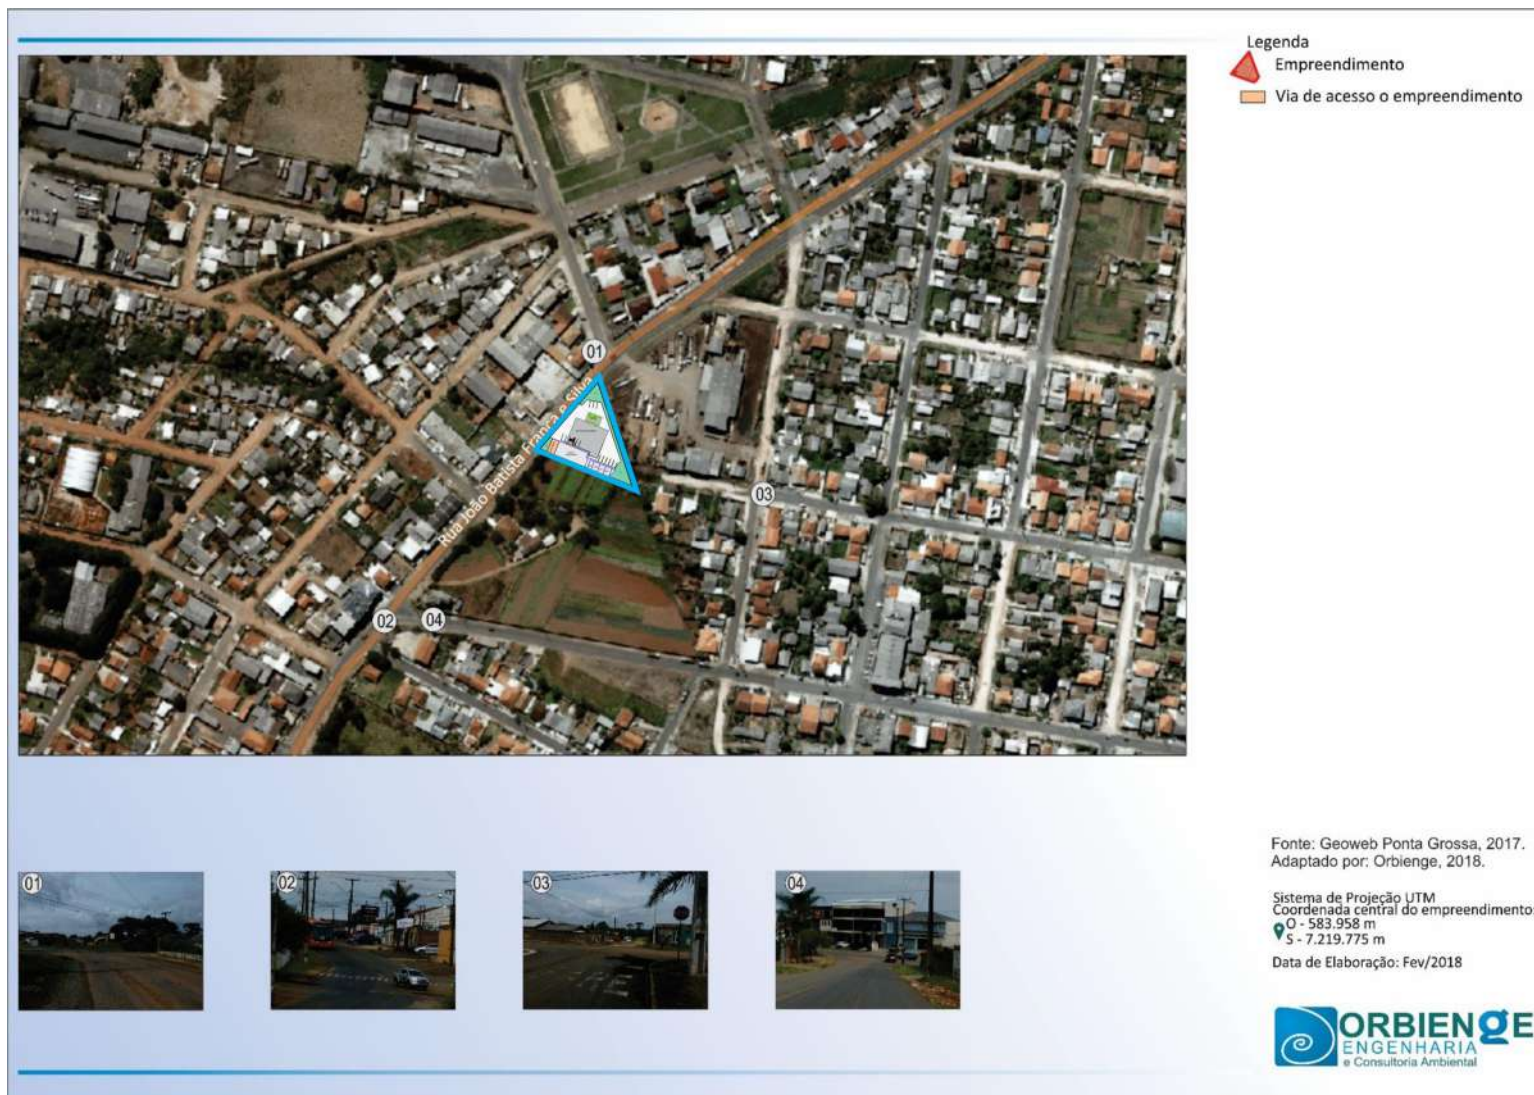 Legenda
Empreendimento
Via de acesso o empreendimento
01
Rua João Batista França e Silva
03
02
04
01
02
03
04
Fonte: Geoweb Ponta Grossa, 2017.
Adaptado por: Orbienge, 2018.
Sistema de Projeção UTM
Coordenada central do empreendimento:
O - 583.958 m
S - 7.219.775 m
Data de Elaboração: Fev/2018
ORBIENgE
ENGENHARIA
e Consultoria Ambiental